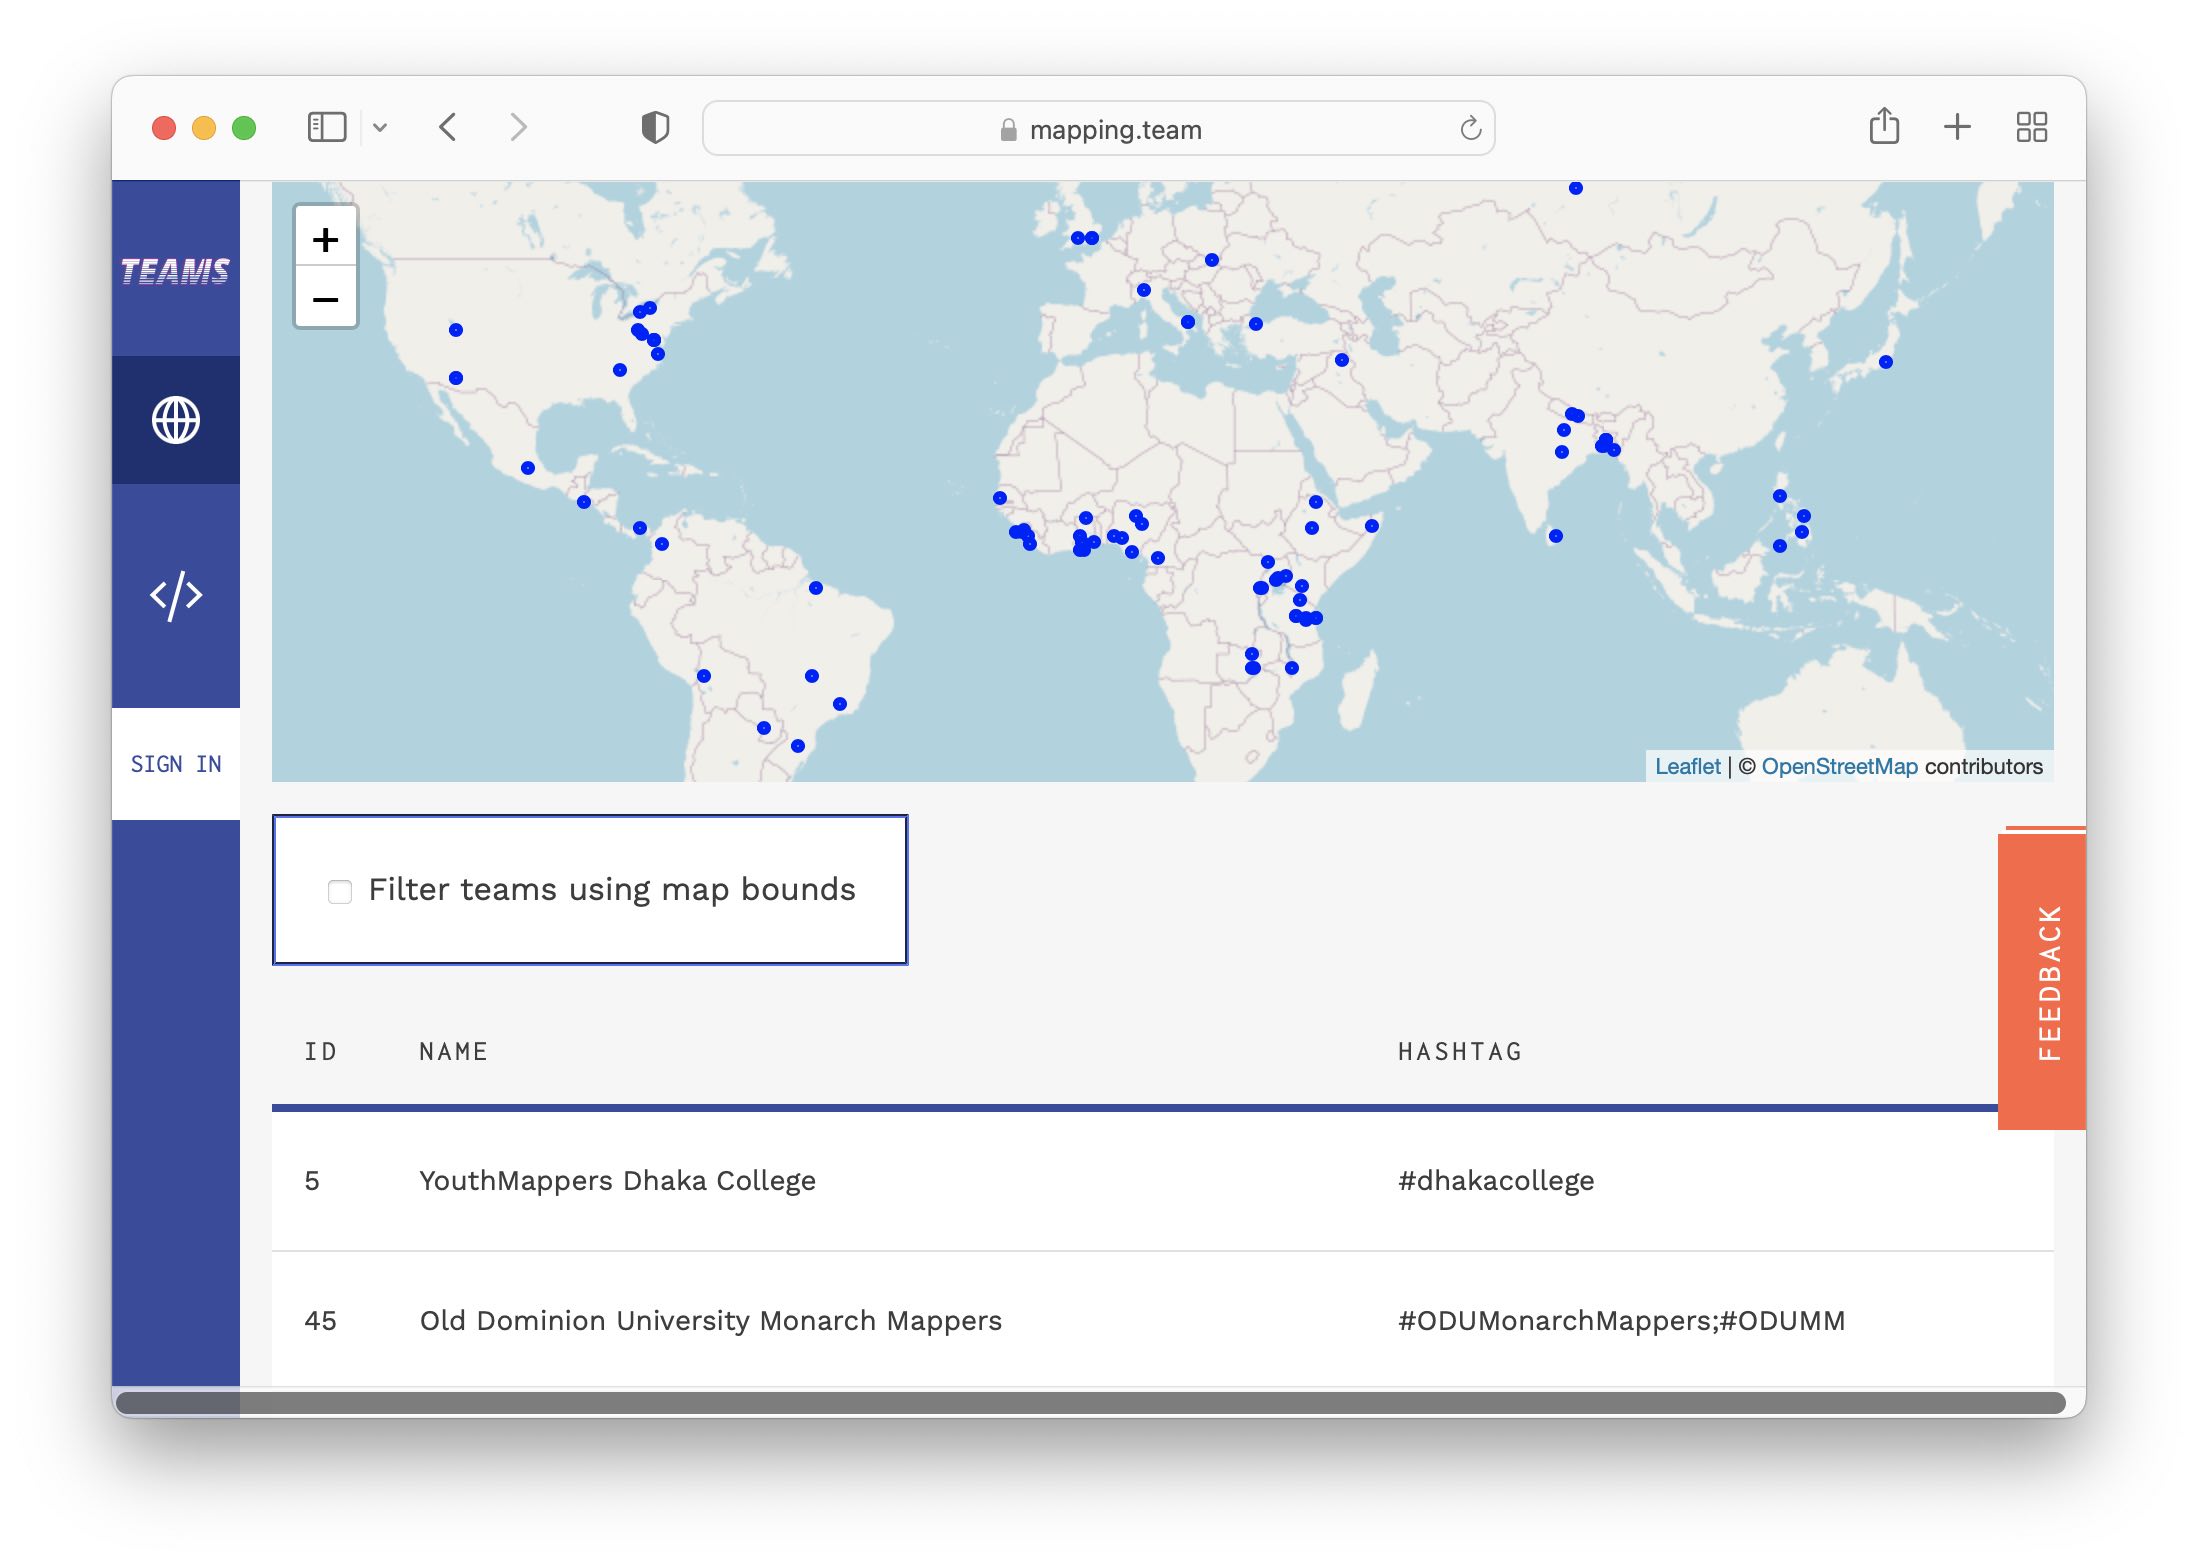 mapping.team
TEAMS
+
−
</>
SIGN IN
Leaflet | © OpenStreetMap contributors
Filter teams using map bounds
FEEDBACK
ID NAME HASHTAG
5 YouthMappers Dhaka College #dhakacollege
45 Old Dominion University Monarch Mappers #ODUMonarchMappers;#ODUMM